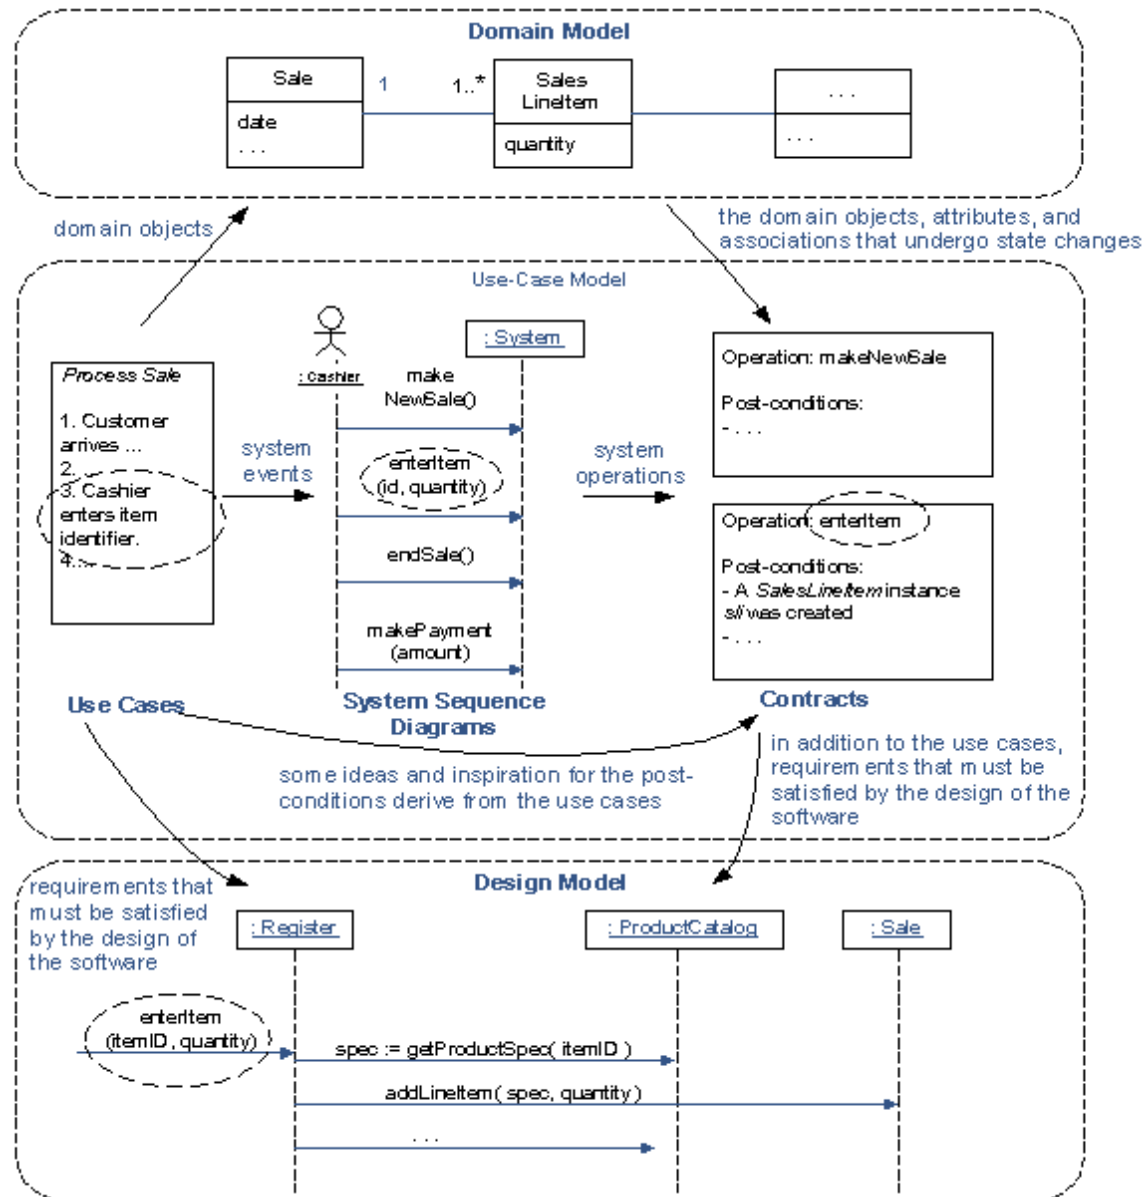 Domain Model
Sale
1
1..*
Sales
LineItem
. . .
date
. . .
quantity
. . .
domain objects
the domain objects, attributes, and
associations that undergo state changes
Use-Case Model
: System
: Cashier
Process Sale
1. Customer
arrives ...
2. ...
3. Cashier
enters item
identifier.
4....
system
events
make
NewSale()
enterItem
(id, quantity)
endSale()
makePayment
(amount)
system
operations
Operation: makeNewSale
Post-conditions:
- . . .
Operation: enterItem
Post-conditions:
- A SalesLineItem instance
sli was created
- . . .
Use Cases
System Sequence
Diagrams
Contracts
some ideas and inspiration for the post-
conditions derive from the use cases
in addition to the use cases,
requirements that must be
satisfied by the design of the
software
Design Model
requirements that
must be satisfied
by the design of
the software
: Register
: ProductCatalog
: Sale
enterItem
(itemID, quantity)
spec := getProductSpec( itemID )
addLineItem( spec, quantity )
. . .